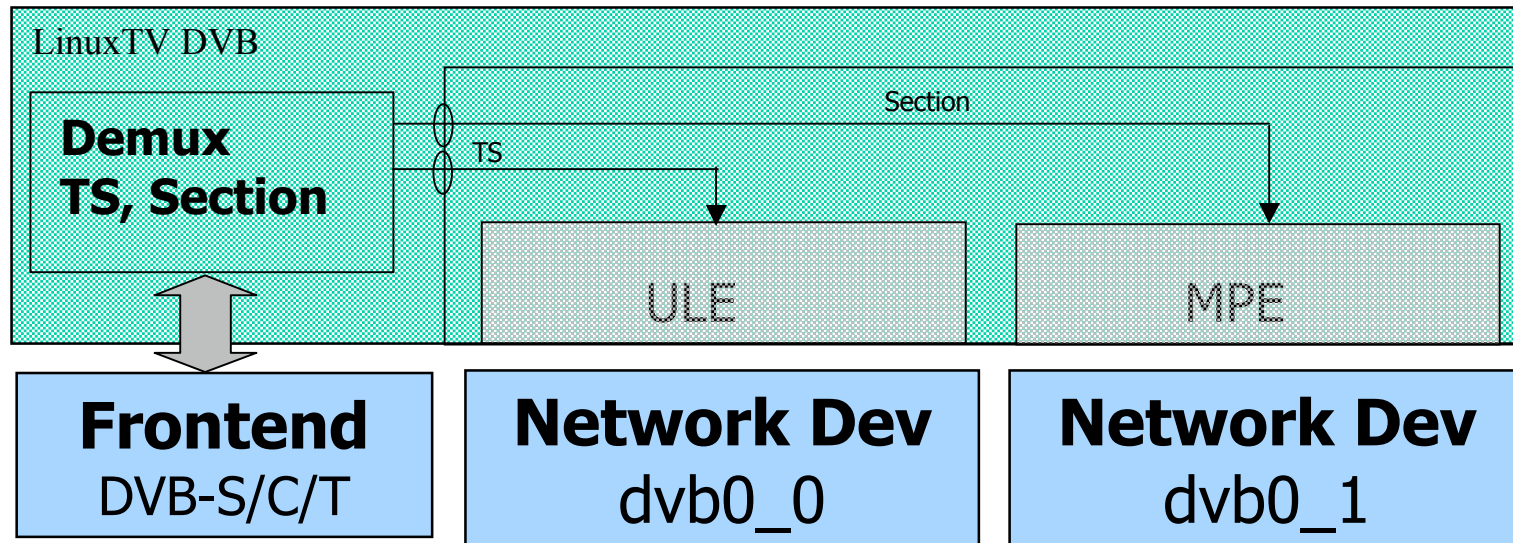 LinuxTV DVB
Section
Demux
TS, Section
TS
ULE
MPE
Frontend
DVB-S/C/T
Network Dev
dvb0_0
Network Dev
dvb0_1